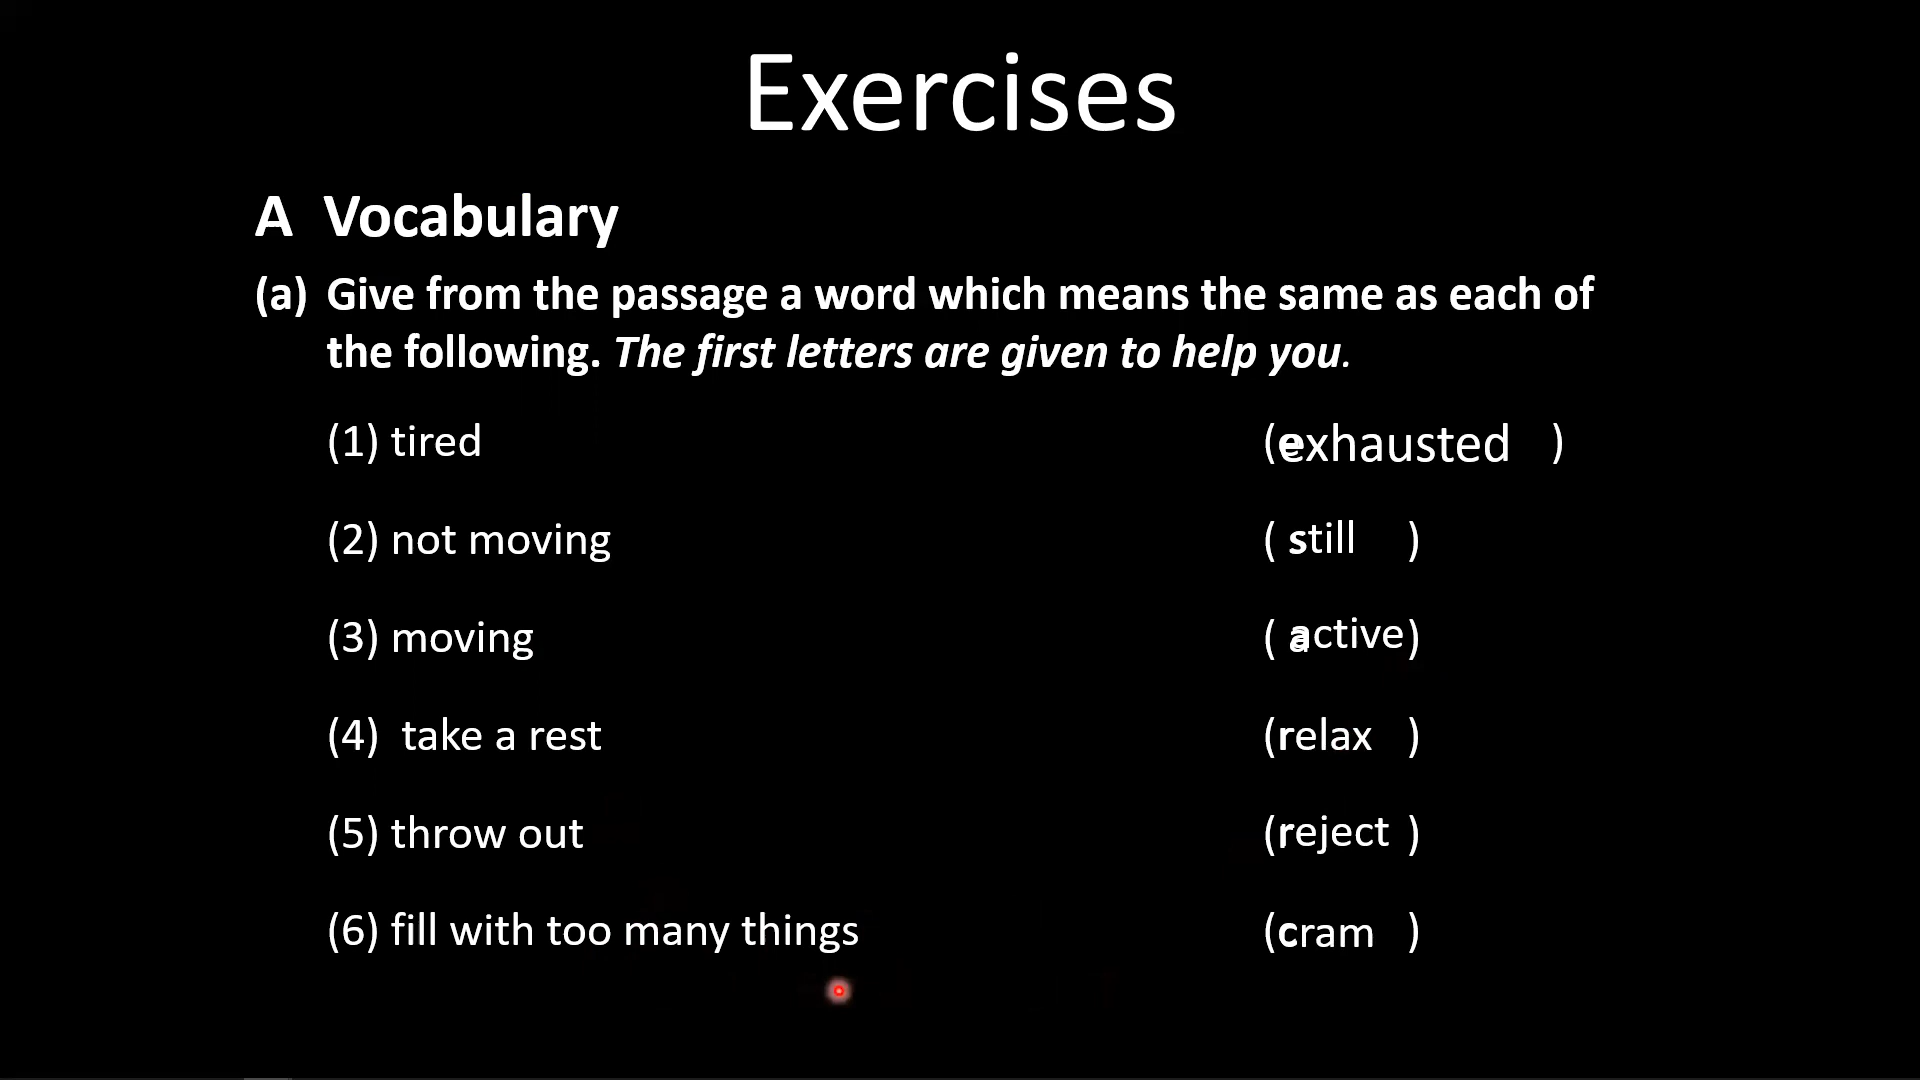 Exercises
A Vocabulary
(a) Give from the passage a word which means the same as each of
the following. The first letters are given to help you.
(1) tired (exhausted )
(2) not moving ( still )
(3) moving ( active)
(4) take a rest (relax )
(5) throw out (reject )
(6) fill with too many things (cram )